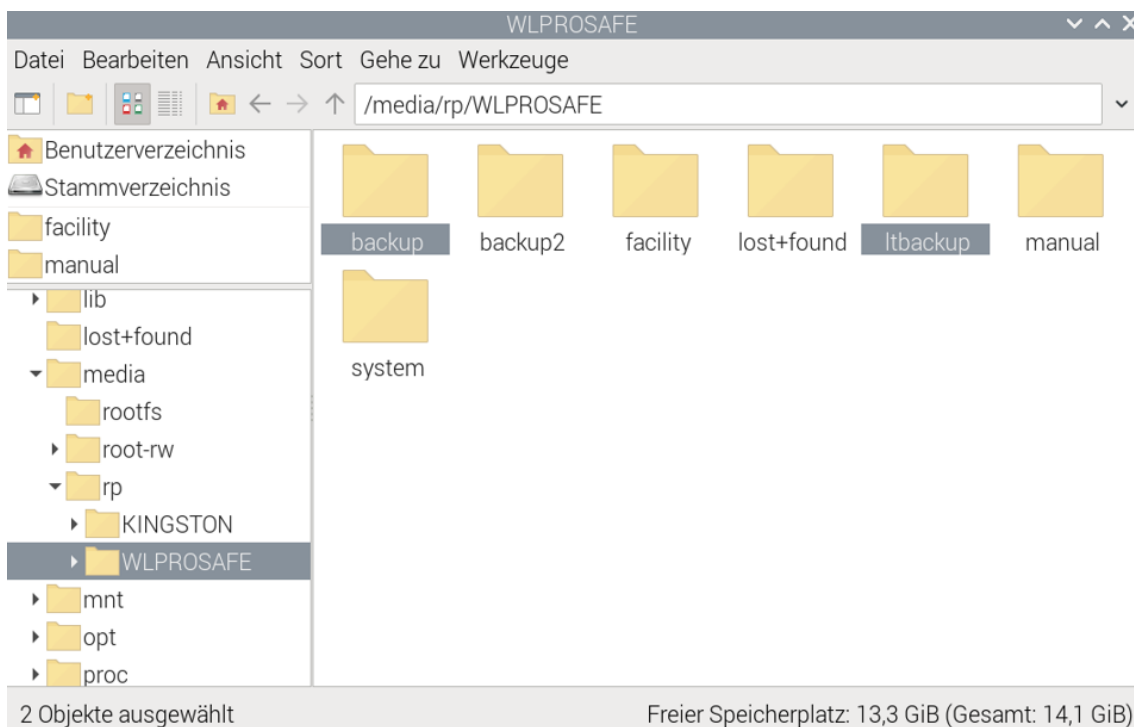 WLPROSAFE
Datei Bearbeiten Ansicht Sort Gehe zu Werkzeuge
/media/rp/WLPROSAFE
Benutzerverzeichnis
Stammverzeichnis
facility
manual
lib
lost+found
media
rootfs
root-rw
rp
KINGSTON
WLPROSAFE
mnt
opt
proc
backup backup2 facility lost+found ltbackup manual
system
2 Objekte ausgewählt Freier Speicherplatz: 13,3 GiB (Gesamt: 14,1 GiB)